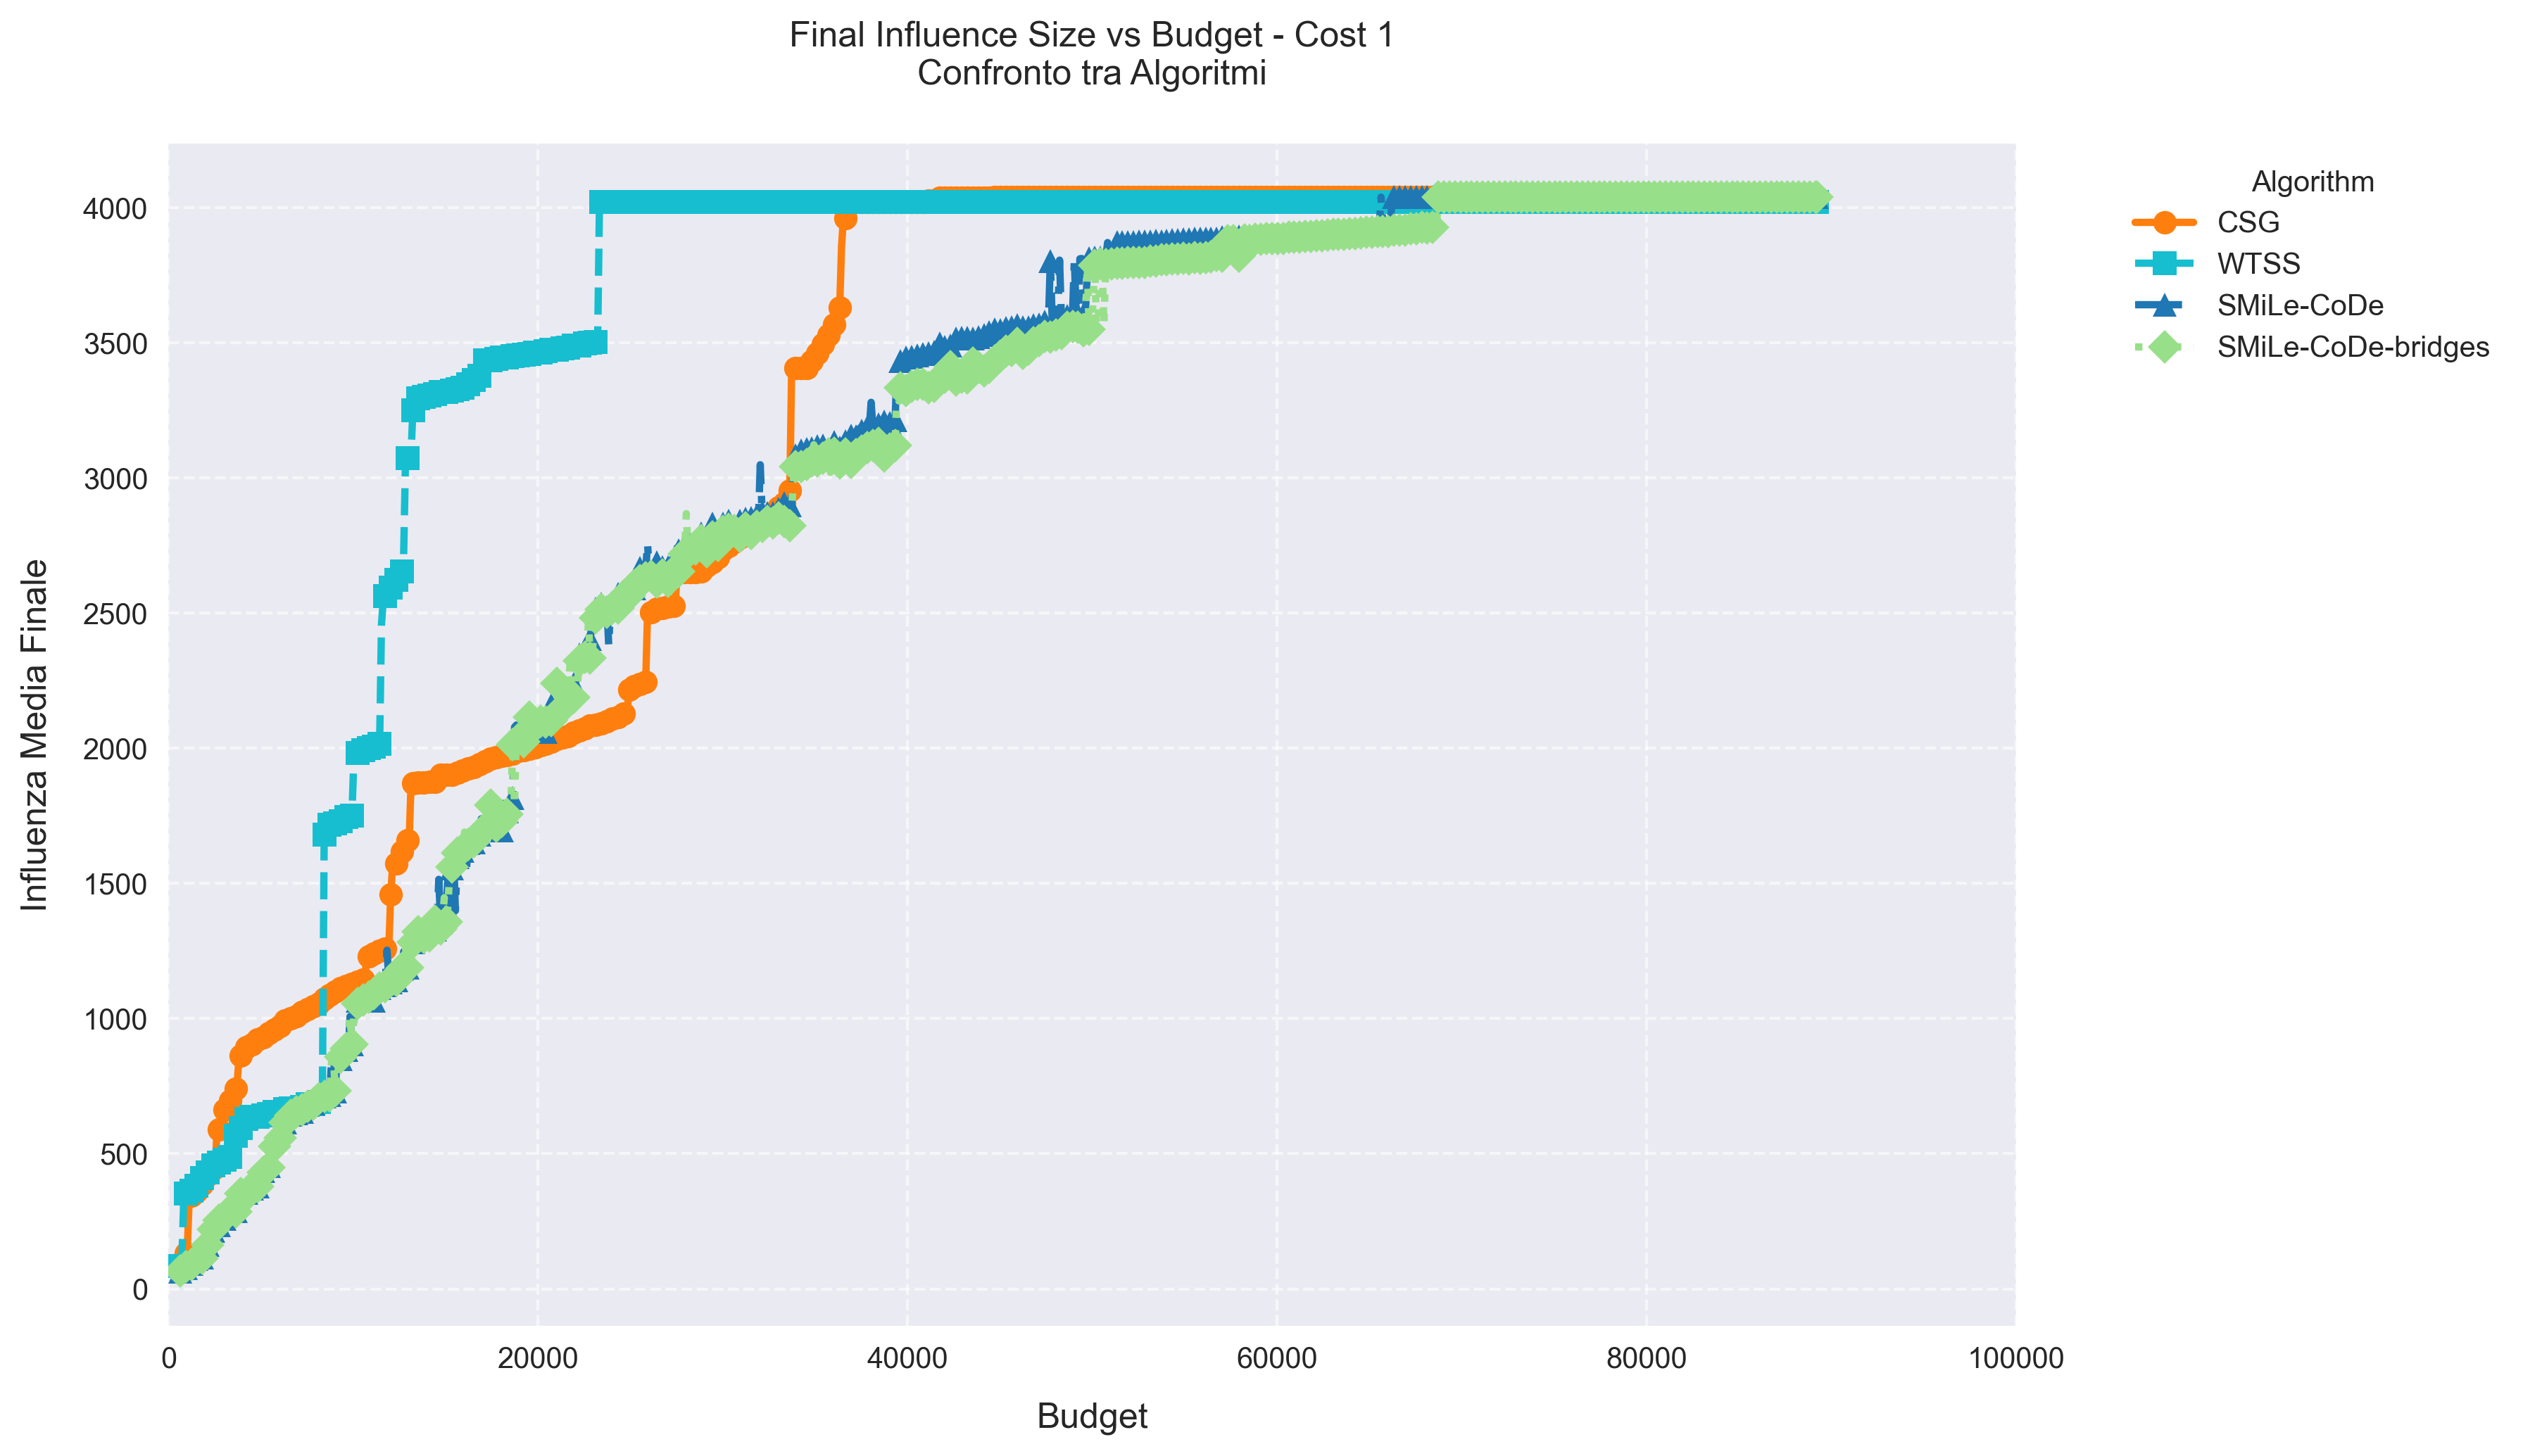 Final Influence Size vs Budget - Cost 1
Confronto tra Algoritmi
Algorithm
CSG
WTSS
SMiLe-CoDe
SMiLe-CoDe-bridges
Influenza Media Finale
4000
3500
3000
2500
2000
1500
1000
500
0
0 20000 40000 60000 80000 100000
Budget